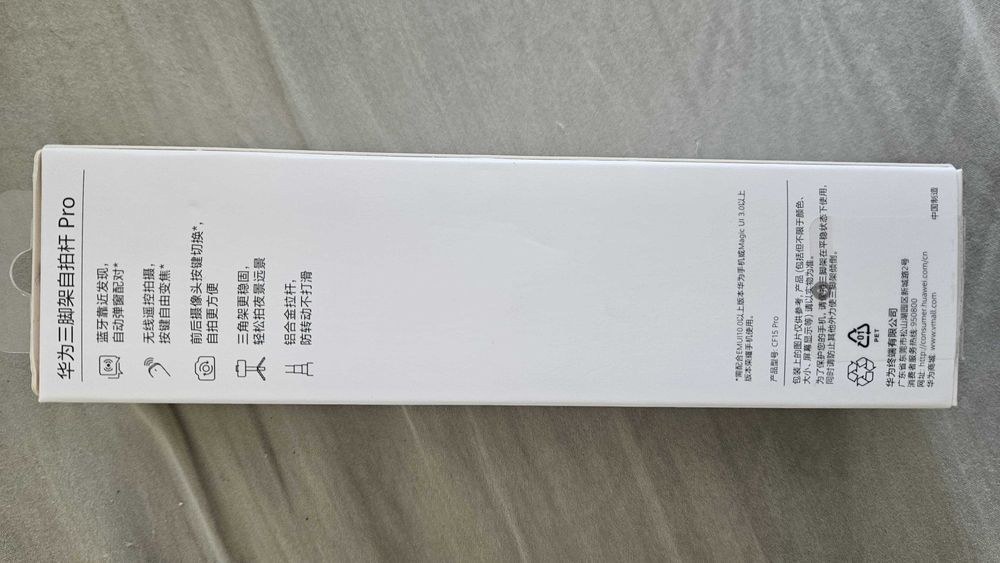 华为三脚架自拍杆 Pro
蓝牙靠近发现，
自动弹窗配对*
无线遥控拍摄，
按键自由变焦*
前后摄像头按键切换*，
自拍更方便
三角架更稳固，
轻松拍夜景远景
铝合金拉杆，
防转动不打滑
*需配合EMUI10.0以上版本华为手机或Magic UI 3.0以上
版本荣耀手机使用。
产品型号: CF15 Pro
包装上的图片仅供参考，产品 (包括但不限于颜色、
大小、屏幕显示等) 请以实物为准。
为了保护您的手机，请将三脚架在平稳状态下使用，
同时请防止其他外力使三脚架倾倒。
01
PET
华为终端有限公司
广东省东莞市松山湖园区新城路2号
消费者服务热线: 950800
网址: http://consumer.huawei.com/cn
华为商城: www.vmall.com
中国制造